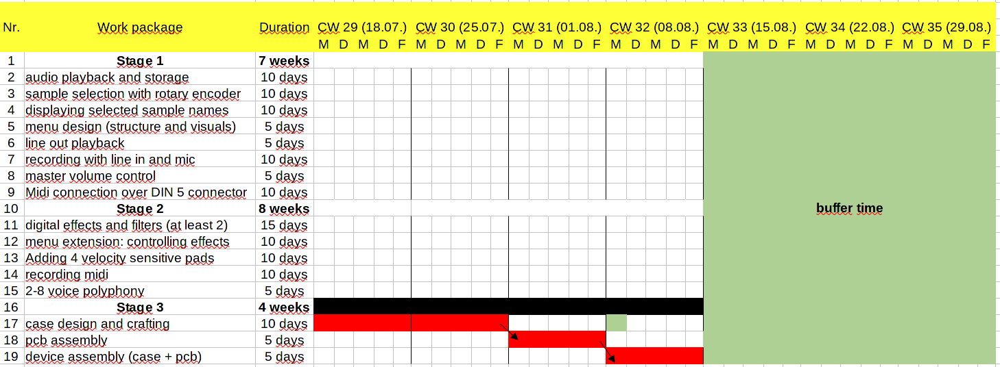 Nr. Work package Duration CW 29 (18.07.) CW 30 (25.07.) CW 31 (01.08.) CW 32 (08.08.) CW 33 (15.08.) CW 34 (22.08.) CW 35 (29.08.)
M D M D F M D M D F M D M D F M D M D F M D M D F M D M D F M D M D F
1 Stage 1 7 weeks
2 audio playback and storage 10 days
3 sample selection with rotary encoder 10 days
4 displaying selected sample names 10 days
5 menu design (structure and visuals) 5 days
6 line out playback 5 days
7 recording with line in and mic 10 days
8 master volume control 5 days
9 Midi connection over DIN 5 connector 10 days
10 Stage 2 8 weeks buffer time
11 digital effects and filters (at least 2) 15 days
12 menu extension: controlling effects 10 days
13 Adding 4 velocity sensitive pads 10 days
14 recording midi 10 days
15 2-8 voice polyphony 5 days
16 Stage 3 4 weeks
17 case design and crafting 10 days
18 pcb assembly 5 days
19 device assembly (case + pcb) 5 days